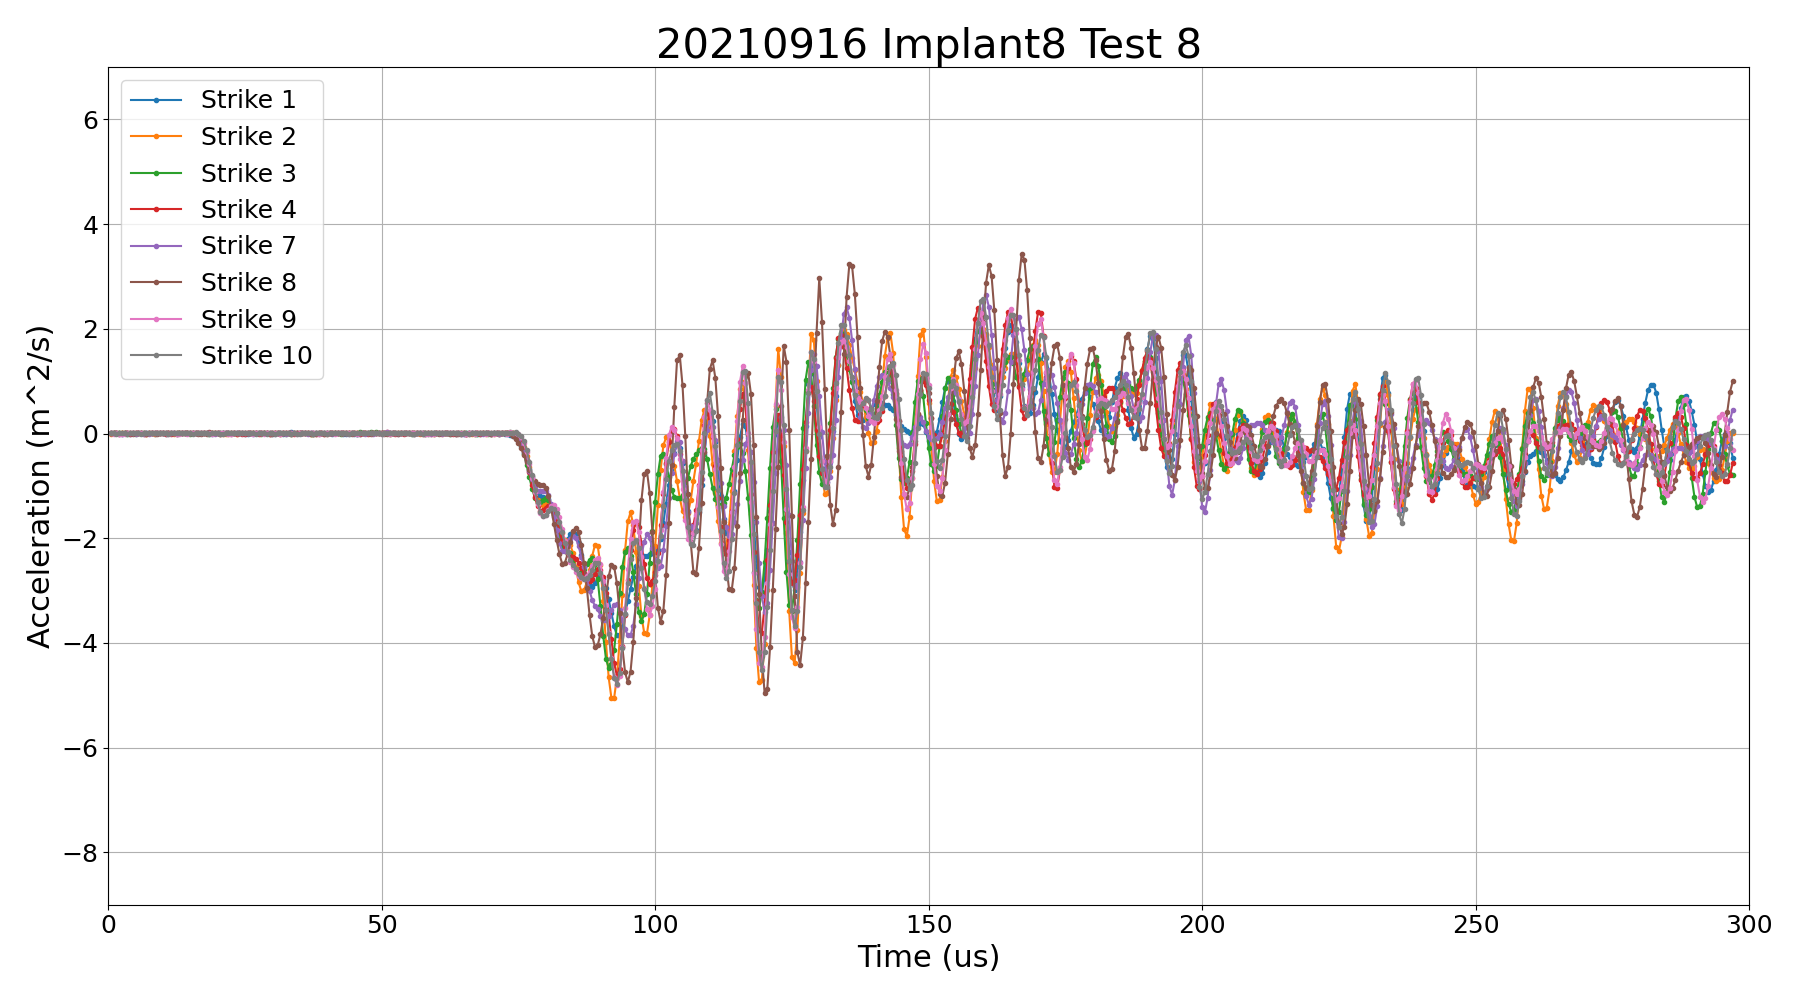 20210916 Implant8 Test 8
Strike 1
Strike 2
Strike 3
Strike 4
Strike 7
Strike 8
Strike 9
Strike 10
Acceleration (m^2/s)
6
4
2
0
−2
−4
−6
−8
0 50 100 150 200 250 300
Time (us)